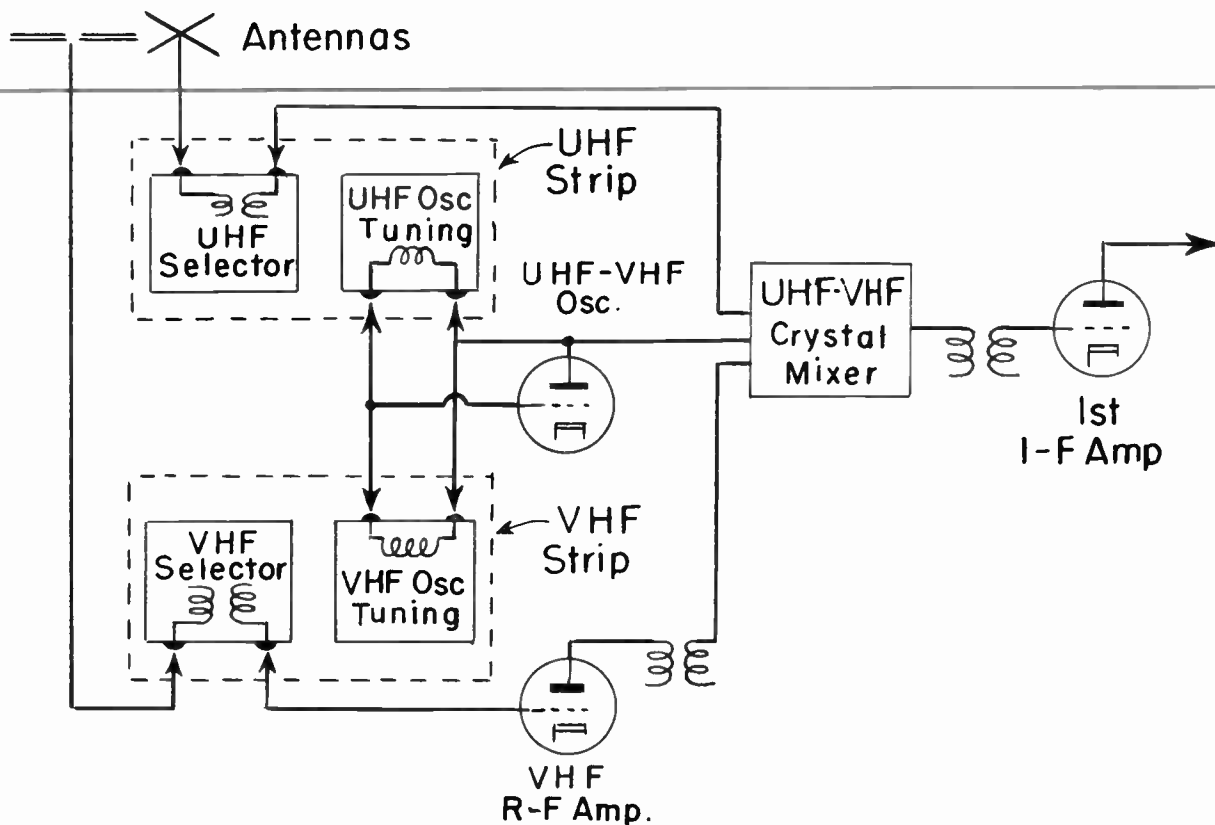 Antennas
UHF
Strip
UHF Osc
Tuning
UHF
Selector
UHF-VHF
Osc.
UHF-VHF
Crystal
Mixer
1st
I-F Amp
VHF
Selector
VHF Osc
Tuning
VHF
Strip
VHF
R-F Amp.